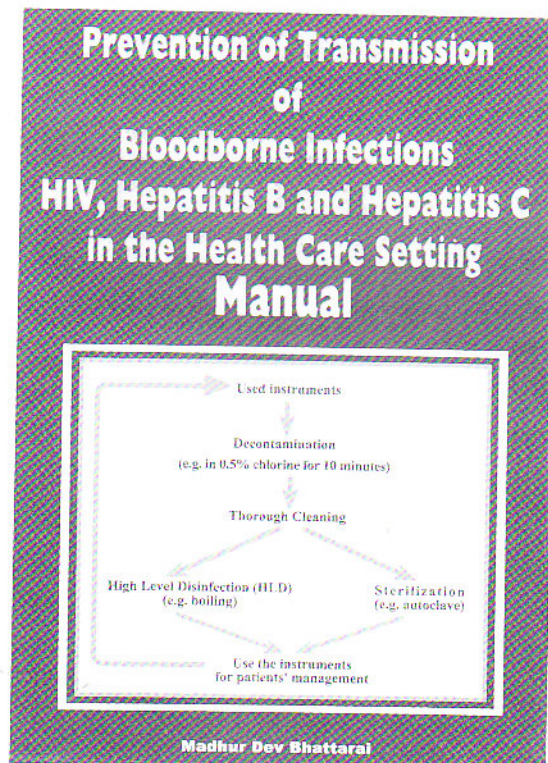 Prevention of Transmission
of
Bloodborne Infections
HIV, Hepatitis B and Hepatitis C
in the Health Care Setting
Manual
Used instruments
Decontamination
(e.g. in 0.5% chlorine for 10 minutes)
Thorough Cleaning
High Level Disinfection (HLD)
(e.g. boiling)
Sterilization
(e.g. autoclave)
Use the instruments
for patients' management
Madhur Dev Bhattarai